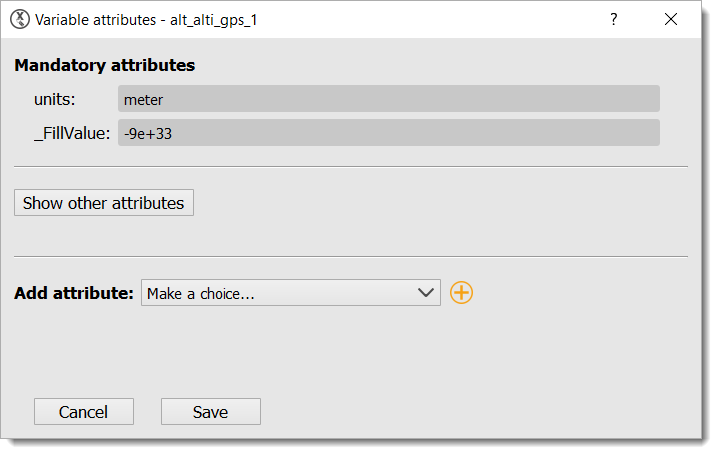 Variable attributes - alt_alti_gps_1
?
Mandatory attributes
units: meter
_FillValue: -9e+33
Show other attributes
Add attribute: Make a choice...
Cancel Save